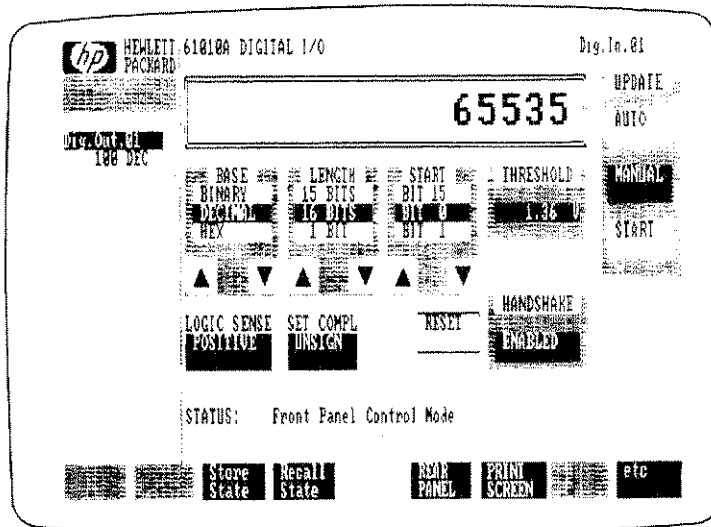 hp HEWLETT PACKARD
61010A DIGITAL I/O
Dig.In.01
65535
UPDATE
AUTO
MANUAL
START
Dig.Out.01
100 DEC
BASE
BINARY
DECIMAL
HEX
LENGTH
15 BITS
16 BITS
1 BIT
START
BIT 15
BIT 0
BIT 1
THRESHOLD
1.36 V
LOGIC SENSE
POSITIVE
SET COMPL
UNSIGN
RESET
HANDSHAKE
ENABLED
STATUS: Front Panel Control Mode
Store State
Recall State
REAR PANEL
PRINT SCREEN
etc